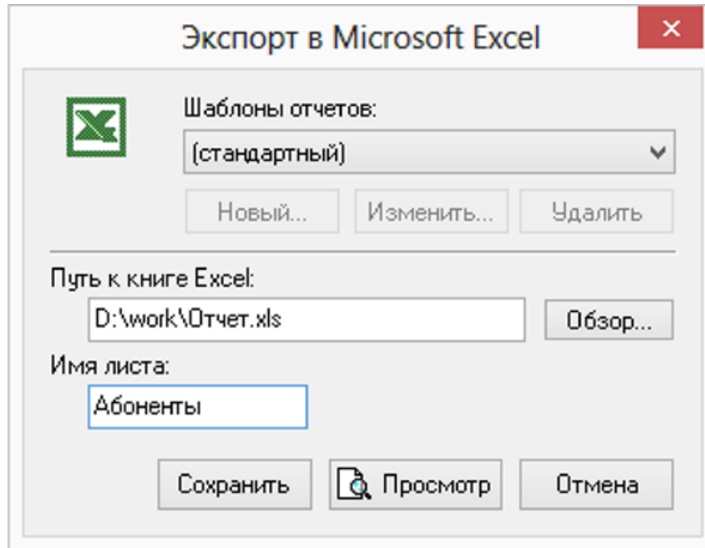 Экспорт в Microsoft Excel
Шаблоны отчетов:
(стандартный)
Новый... Изменить... Удалить
Путь к книге Excel:
D:\work\Отчет.xls Обзор...
Имя листа:
Абоненты
Сохранить Просмотр Отмена